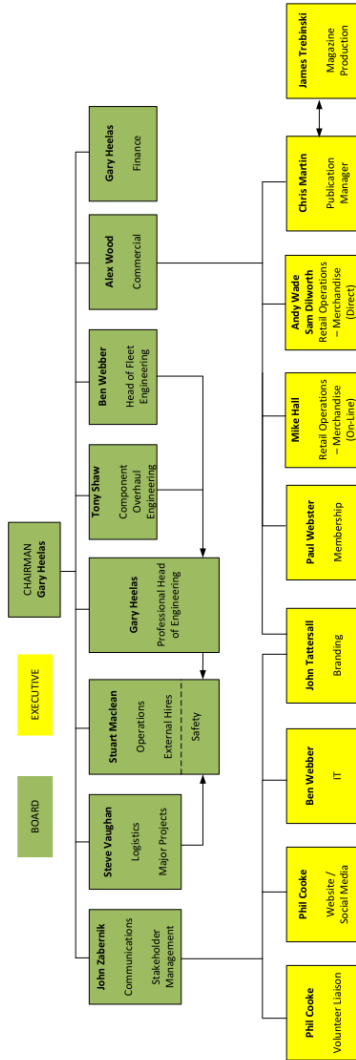 BOARD
EXECUTIVE
CHAIRMAN
Gary Heelas
John Zabernik
Communications
Stakeholder
Management
Steve Vaughan
Logistics
Major Projects
Stuart Maclean
Operations
External Hires
Safety
Gary Heelas
Professional Head
of Engineering
Tony Shaw
Component
Overhaul
Engineering
Ben Webber
Head of Fleet
Engineering
Alex Wood
Commercial
Gary Heelas
Finance
Phil Cooke
Volunteer Liaison
Phil Cooke
Website /
Social Media
Ben Webber
IT
John Tattersall
Branding
Paul Webster
Membership
Mike Hall
Retail Operations
– Merchandise
(On-Line)
Andy Wade
Sam Dilworth
Retail Operations
– Merchandise
(Direct)
Chris Martin
Publication
Manager
James Trebinski
Magazine
Production